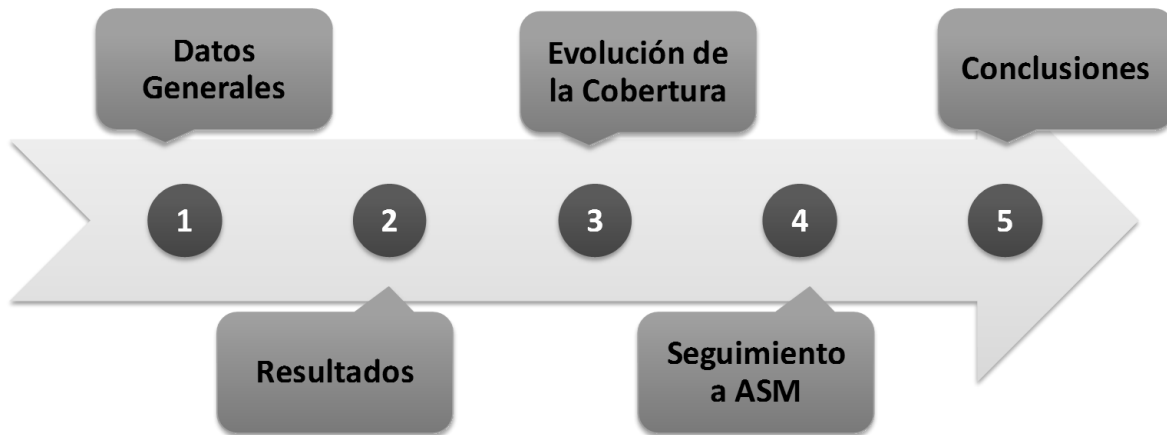 Datos
Generales
Evolución de
la Cobertura
Conclusiones
1
2
3
4
5
Resultados
Seguimiento
a ASM